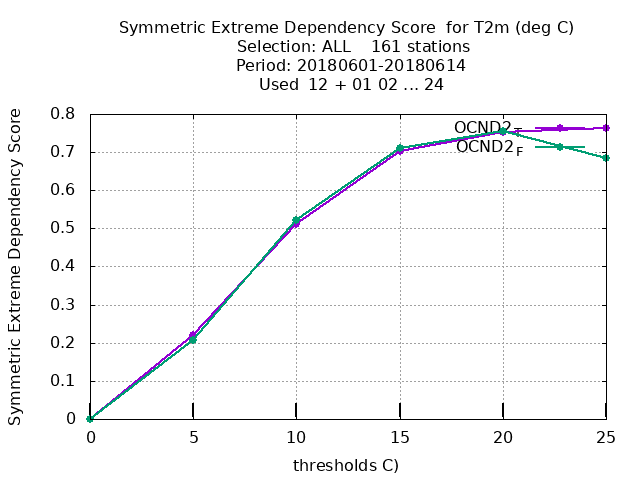 Symmetric Extreme Dependency Score for T2m (deg C)
Selection: ALL 161 stations
Period: 20180601-20180614
Used 12 + 01 02 ... 24
Symmetric Extreme Dependency Score
0.8
0.7
0.6
0.5
0.4
0.3
0.2
0.1
0
OCND2
OCND2F
0 5 10 15 20 25
thresholds C)